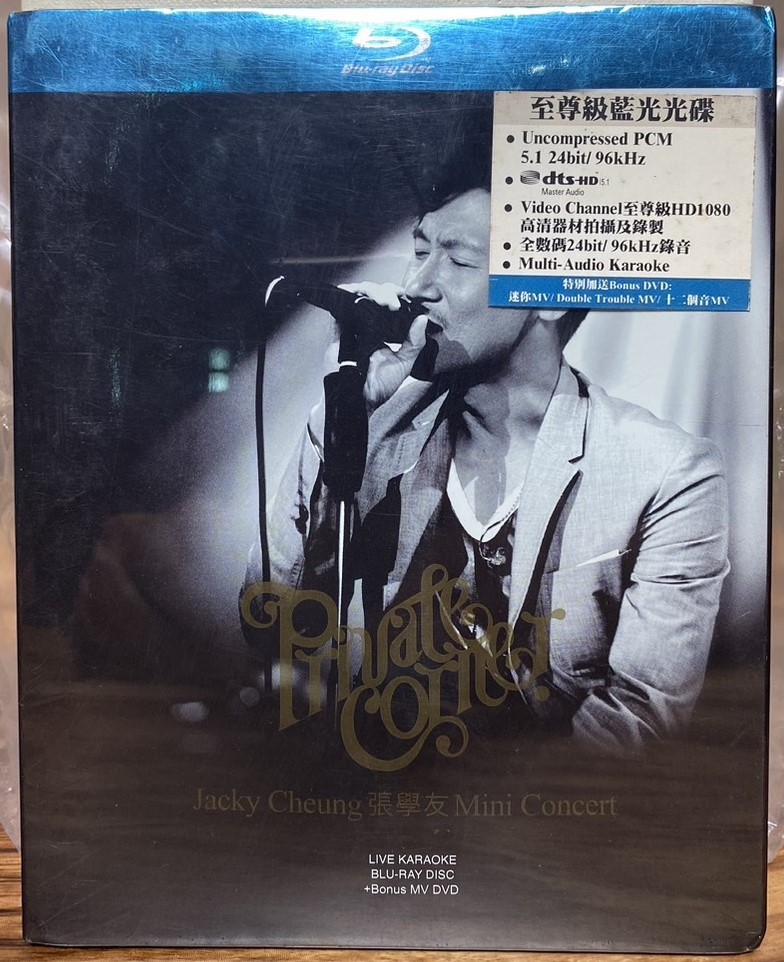 Blu-ray Disc
至尊級藍光光碟
● Uncompressed PCM
5.1 24bit/ 96kHz
● dts-HD 5.1
Master Audio
● Video Channel至尊級HD1080
高清器材拍攝及錄製
● 全數碼24bit/ 96kHz錄音
● Multi-Audio Karaoke
特別加送Bonus DVD:
迷你MV/ Double Trouble MV/ 十二個音MV
Private
Corner
Jacky Cheung 張學友 Mini Concert
LIVE KARAOKE
BLU-RAY DISC
+Bonus MV DVD